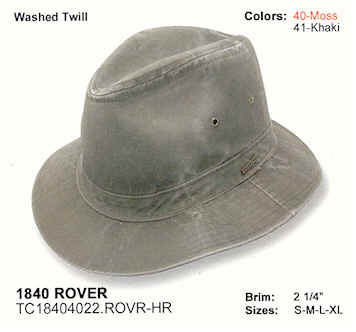 Washed Twill
Colors: 40-Moss
41-Khaki
1840 ROVER
TC18404022.ROVR-HR
Brim: 2 1/4"
Sizes: S-M-L-XL